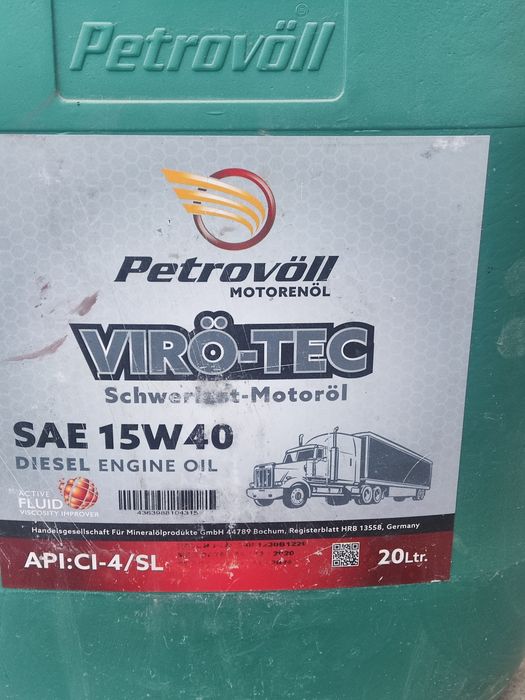 Petrovöll
Petrovöll
MOTORENÖL
VIRÖ-TEC
Schwerlast-Motoröl
SAE 15W40
DIESEL ENGINE OIL
ACTIVE
FLUID
VISCOSITY IMPROVER
4363988104315
Handelsgesellschaft Für Mineralölprodukte GmbH 44789 Bochum, Registerblatt HRB 13558, Germany
API:CI-4/SL
20Ltr.